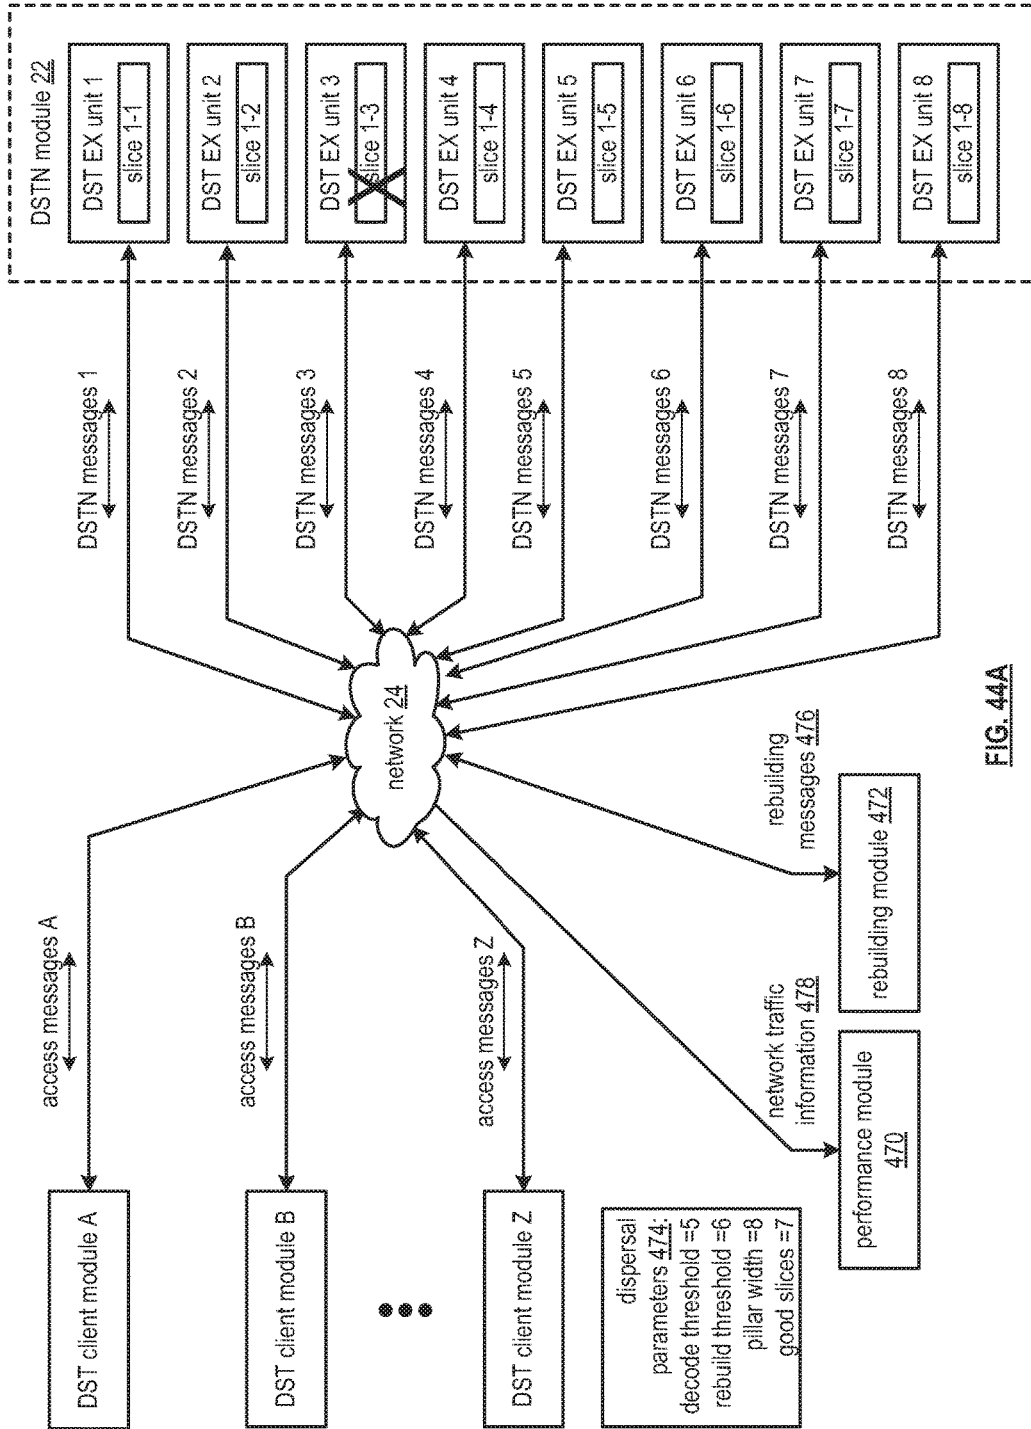 DST client module A
DST client module B
DST client module Z
dispersal
parameters 474:
decode threshold =5
rebuild threshold =6
pillar width =8
good slices =7
access messages A
access messages B
access messages Z
network 24
network traffic
information 478
performance module
470
rebuilding
messages 476
rebuilding module 472
DSTN messages 1
DSTN messages 2
DSTN messages 3
DSTN messages 4
DSTN messages 5
DSTN messages 6
DSTN messages 7
DSTN messages 8
DSTN module 22
DST EX unit 1
slice 1-1
DST EX unit 2
slice 1-2
DST EX unit 3
slice 1-3
DST EX unit 4
slice 1-4
DST EX unit 5
slice 1-5
DST EX unit 6
slice 1-6
DST EX unit 7
slice 1-7
DST EX unit 8
slice 1-8
FIG. 44A